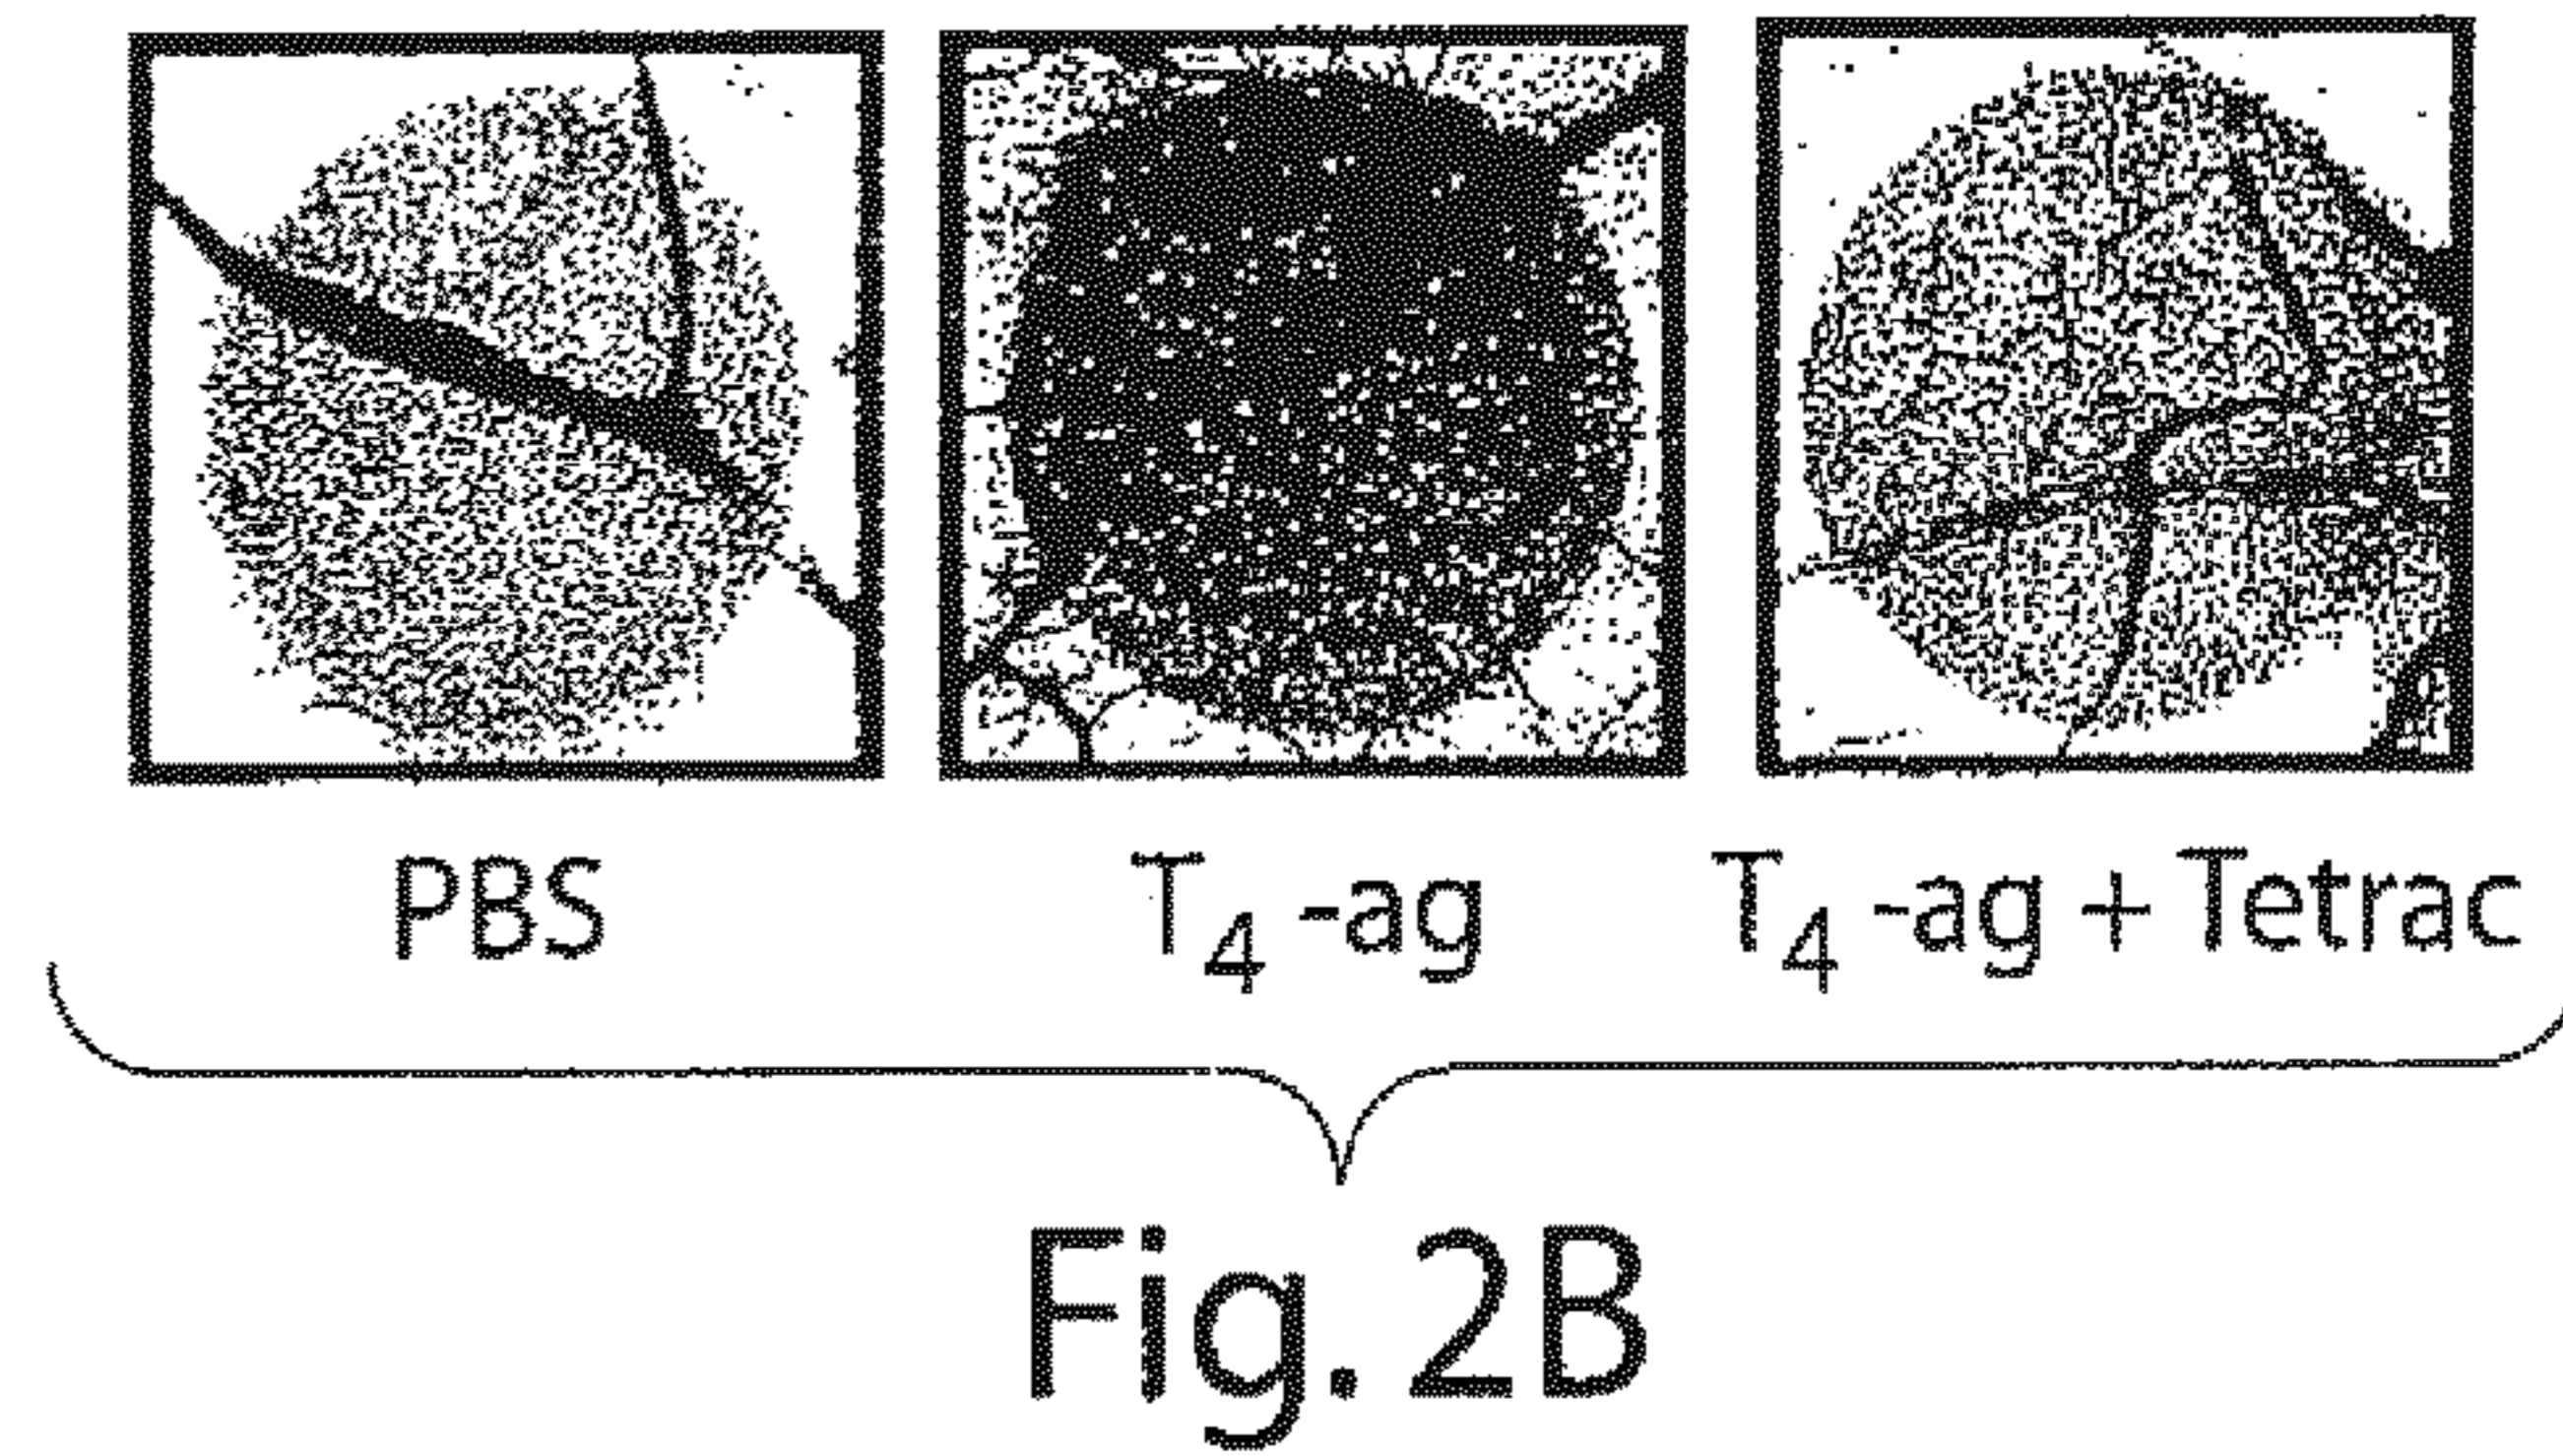 PBS T₄-ag T₄-ag + Tetrac
Fig. 2B